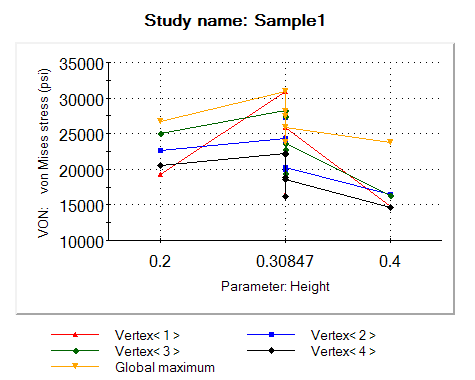 Study name: Sample1
VON: von Mises stress (psi)
35000
30000
25000
20000
15000
10000
0.2 0.30847 0.4
Parameter: Height
Vertex< 1 > Vertex< 2 >
Vertex< 3 > Vertex< 4 >
Global maximum